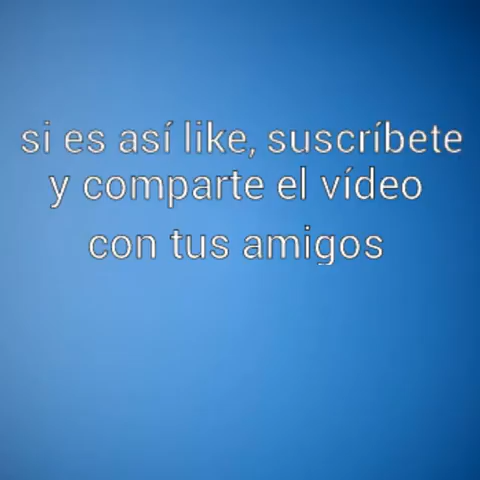 si es así like, suscríbete
y comparte el vídeo
con tus amigos